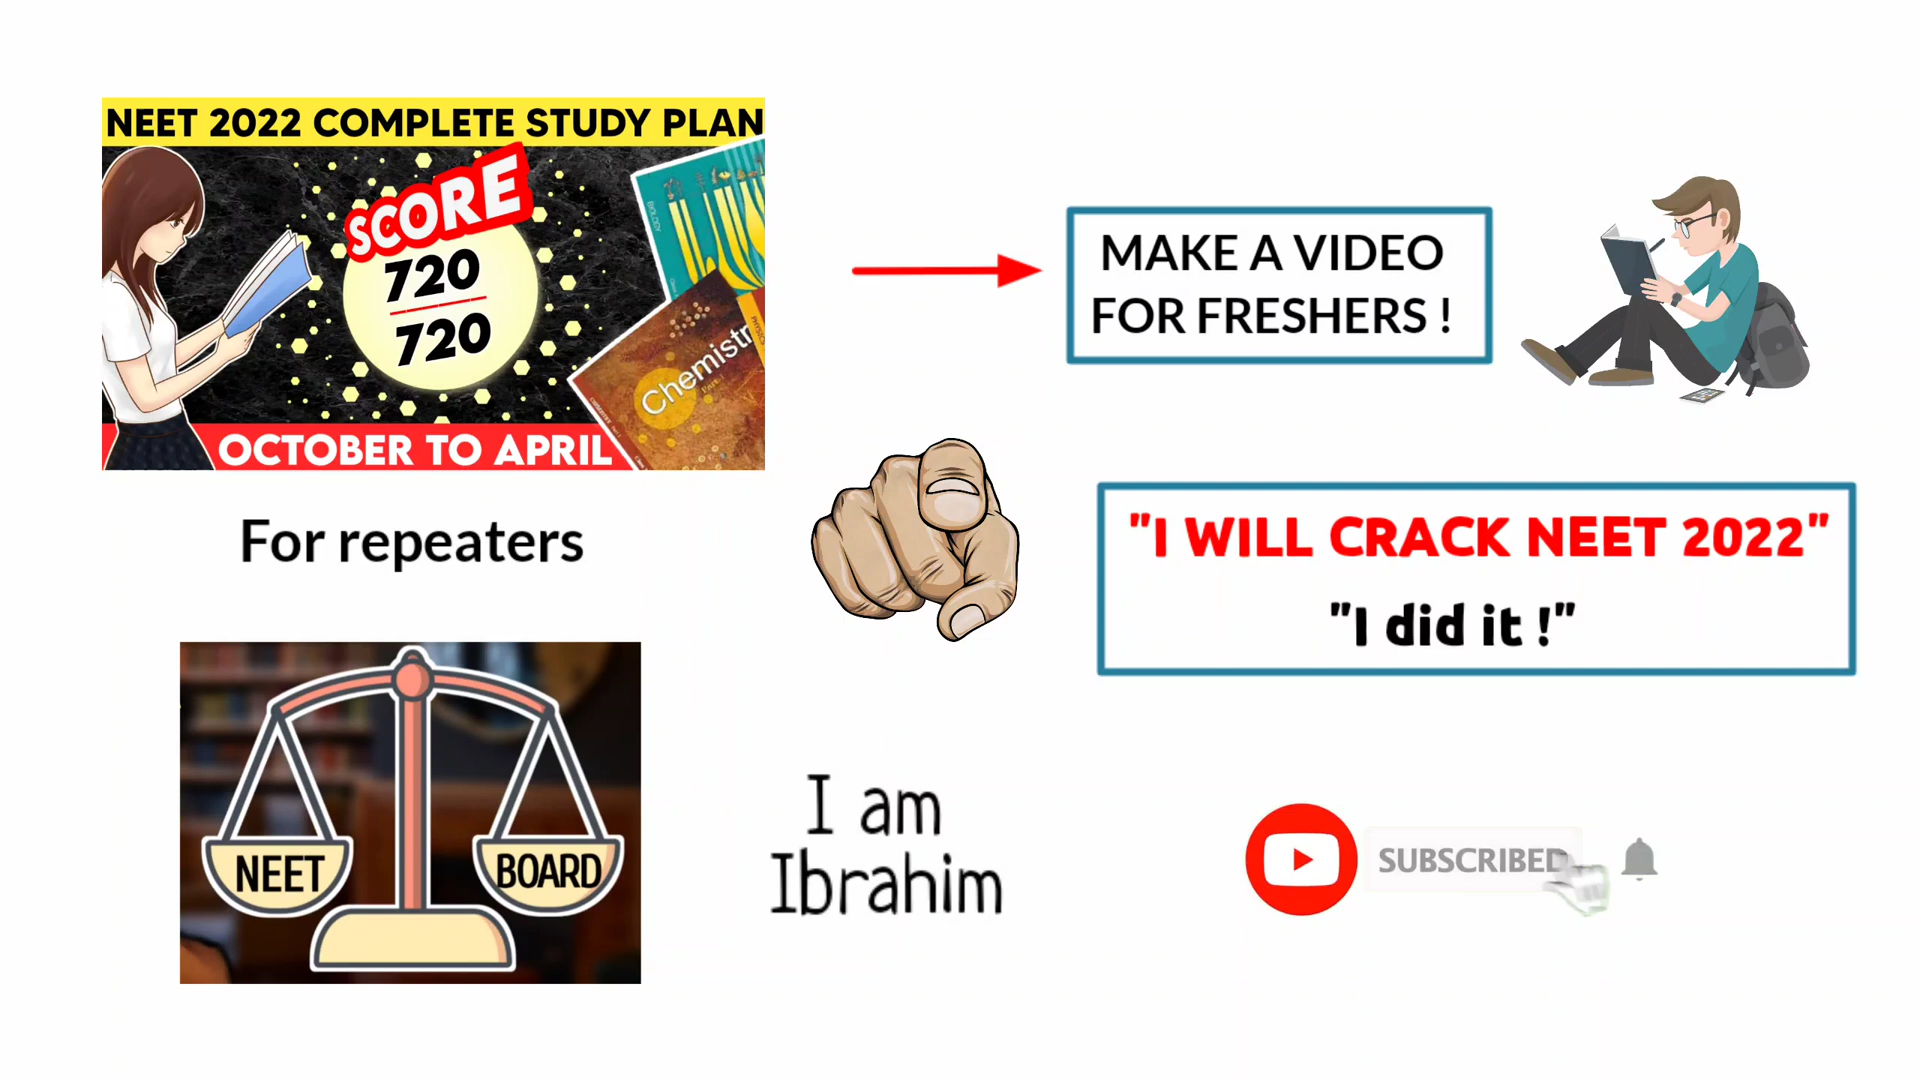 NEET 2022 COMPLETE STUDY PLAN
SCORE
720
720
BIOLOGY
Chemistr
OCTOBER TO APRIL
For repeaters
MAKE A VIDEO
FOR FRESHERS !
"I WILL CRACK NEET 2022"
"I did it !"
NEET
BOARD
I am
Ibrahim
SUBSCRIBED